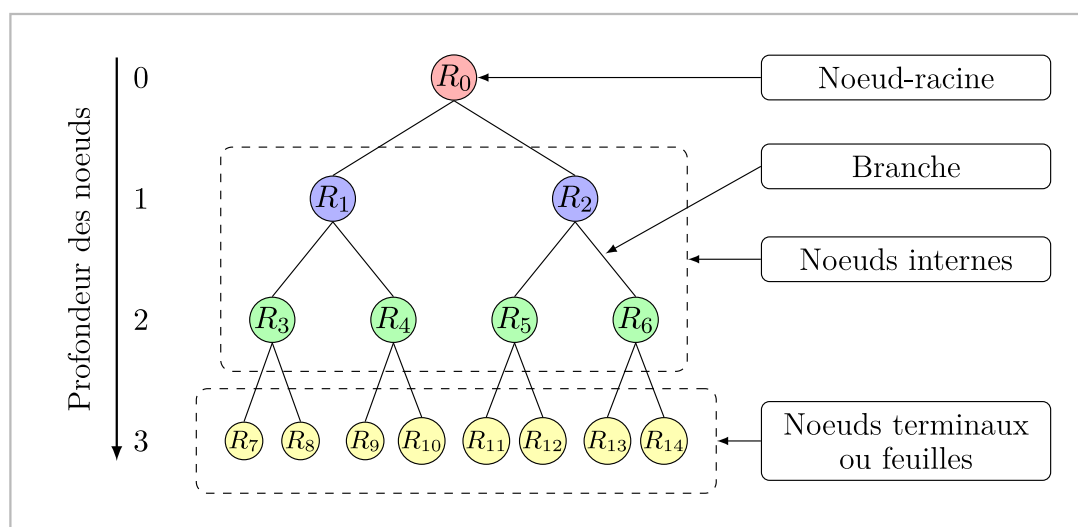 0 R0 Noeud-racine
Branche
1 R1 R2
Noeuds internes
2 R3 R4 R5 R6
3 R7 R8 R9 R10 R11 R12 R13 R14
Noeuds terminaux
ou feuilles
Profondeur des noeuds